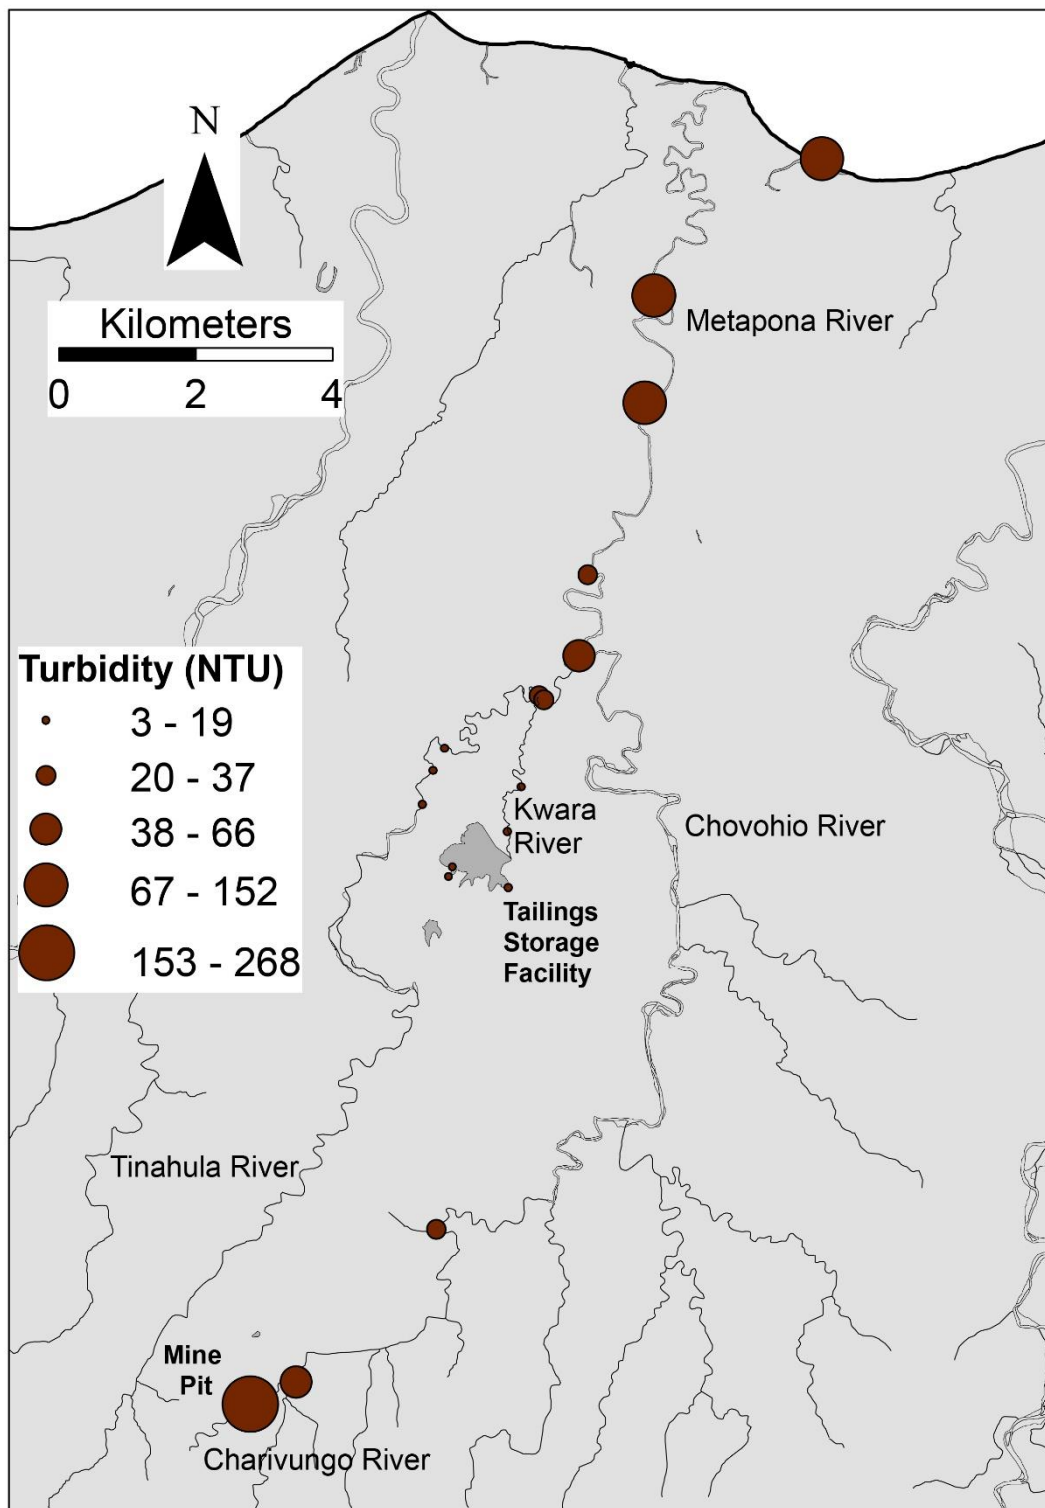 N
Kilometers
0 2 4
Metapona River
Turbidity (NTU)
3 - 19
20 - 37
38 - 66
67 - 152
153 - 268
Kwara
River
Chovohio River
Tailings
Storage
Facility
Tinahula River
Mine
Pit
Charivungo River